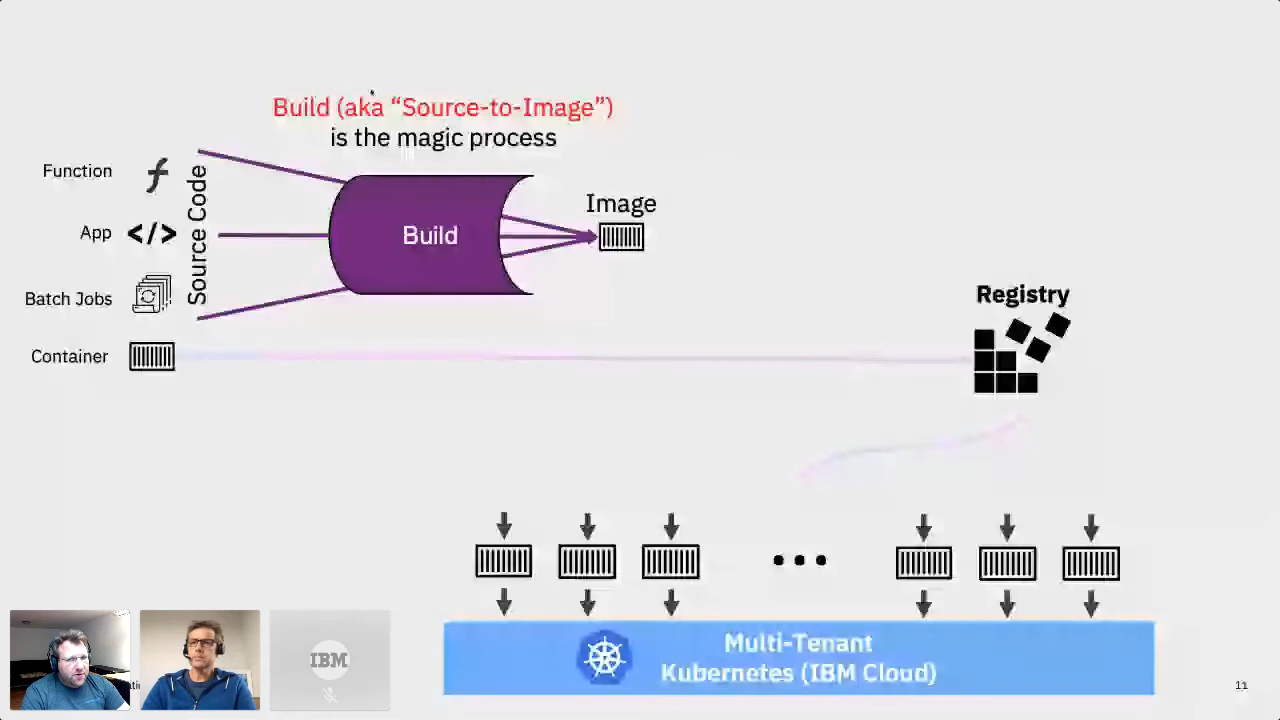 Build (aka “Source-to-Image”)
is the magic process
Function
App
Batch Jobs
Container
Source Code
Build
Image
Registry
Multi-Tenant
Kubernetes (IBM Cloud)
IBM
11